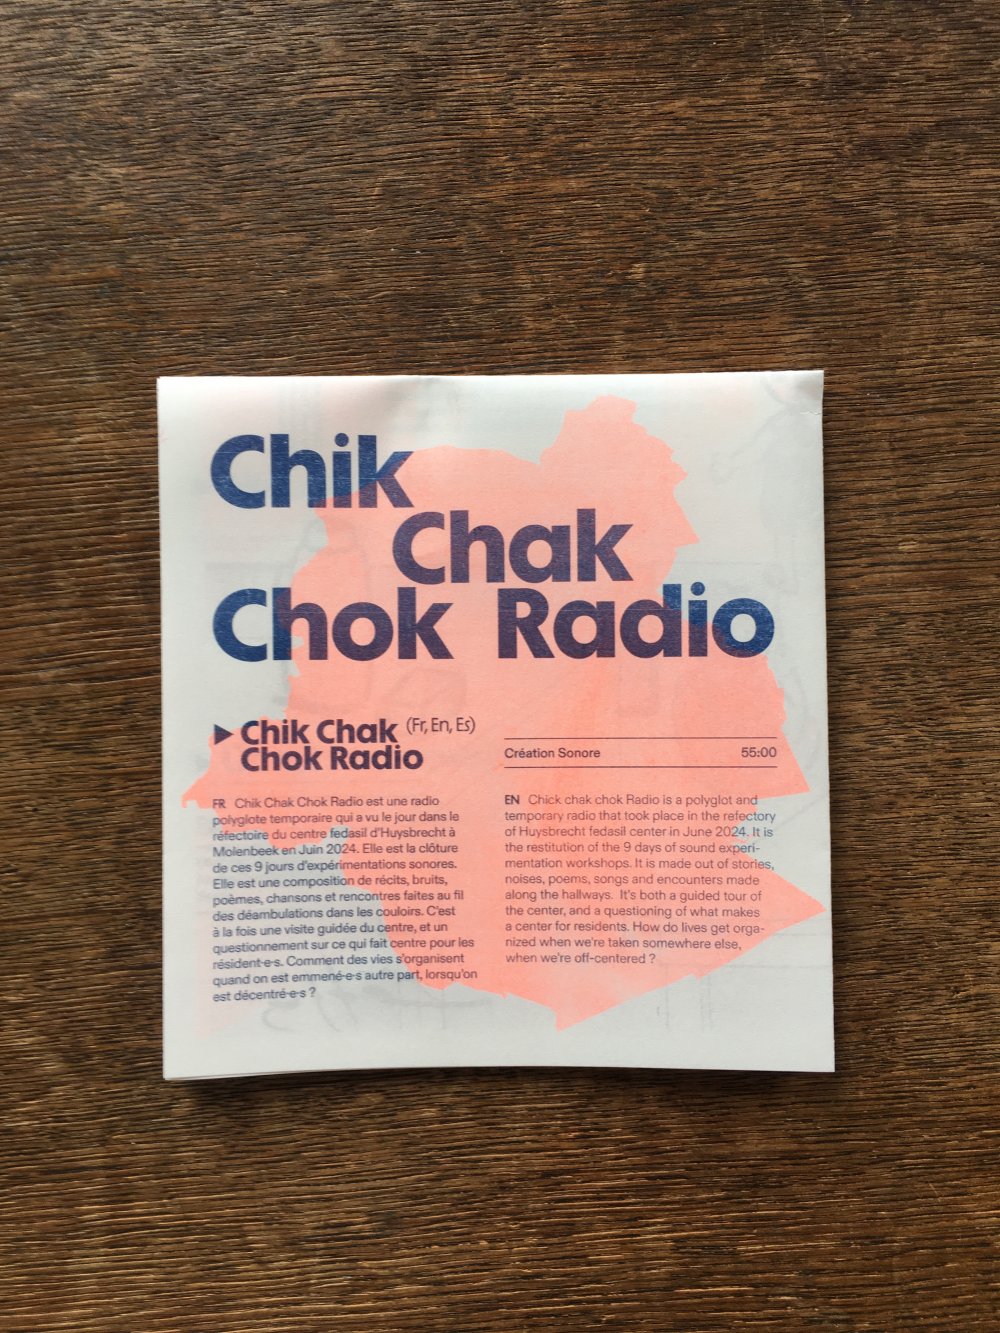 Chik
Chak
Chok Radio
▶ Chik Chak (Fr, En, Es)
Chok Radio
Création Sonore 55:00
FR Chik Chak Chok Radio est une radio
polyglote temporaire qui a vu le jour dans le
réfectoire du centre fedasil d'Huysbrecht à
Molenbeek en Juin 2024. Elle est la clôture
de ces 9 jours d'expérimentations sonores.
Elle est une composition de récits, bruits,
poèmes, chansons et rencontres faites au fil
des déambulations dans les couloirs. C'est
à la fois une visite guidée du centre, et un
questionnement sur ce qui fait centre pour les
résident·e·s. Comment des vies s'organisent
quand on est emmené·e·s autre part, lorsqu'on
est décentré·e·s ?
EN Chick chak chok Radio is a polyglot and
temporary radio that took place in the refectory
of Huysbrecht fedasil center in June 2024. It is
the restitution of the 9 days of sound experi-
mentation workshops. It is made out of stories,
noises, poems, songs and encounters made
along the hallways. It's both a guided tour of
the center, and a questioning of what makes
a center for residents. How do lives get orga-
nized when we're taken somewhere else,
when we're off-centered ?